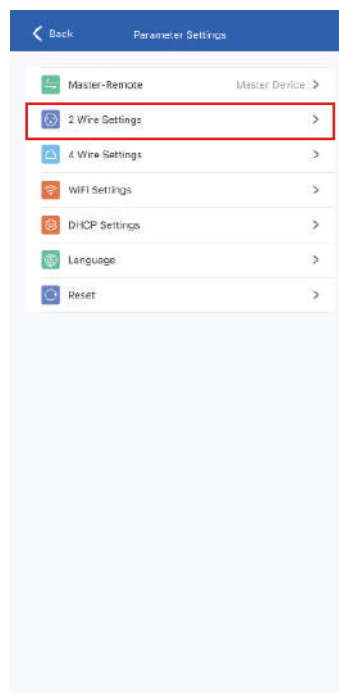 Back Parameter Settings
Master-Remote Master Device
2 Wire Settings
4 Wire Settings
WiFi Settings
DHCP Settings
Language
Reset